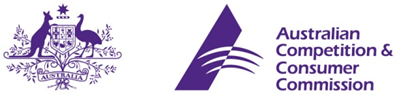 AUSTRALIA
Australian
Competition &
Consumer
Commission